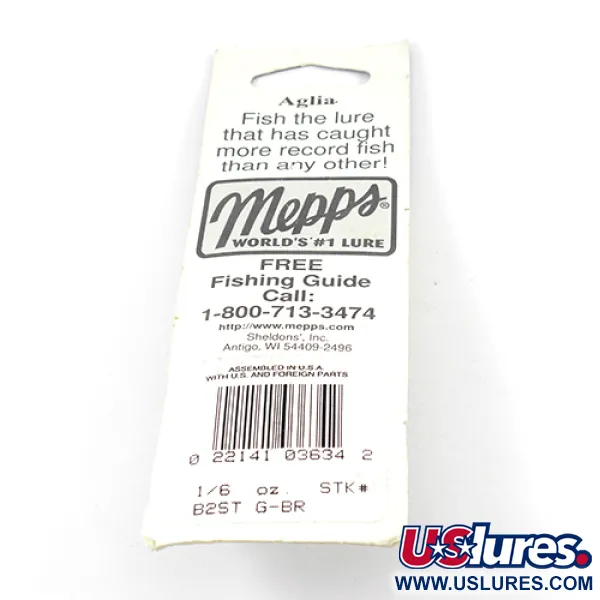 Aglia
Fish the lure
that has caught
more record fish
than any other!
Mepps®
WORLD'S #1 LURE
FREE
Fishing Guide
Call:
1-800-713-3474
http://www.mepps.com
Sheldons', Inc.
Antigo, WI 54409-2496
ASSEMBLED IN U.S.A.
WITH U.S. AND FOREIGN PARTS
0 22141 03634 2
1/6 oz. STK#
B2ST G-BR
USlures.
WWW.USLURES.COM